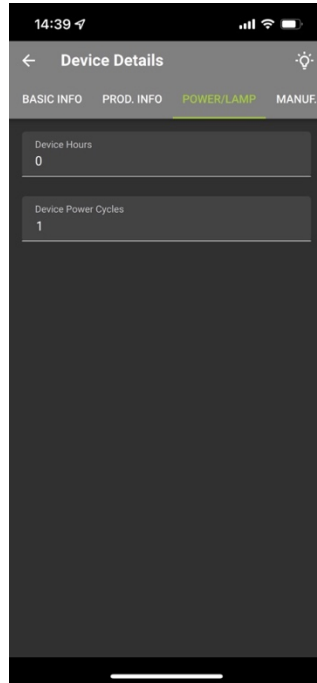 14:39
Device Details
BASIC INFO PROD. INFO POWER/LAMP MANUF.
Device Hours
0
Device Power Cycles
1